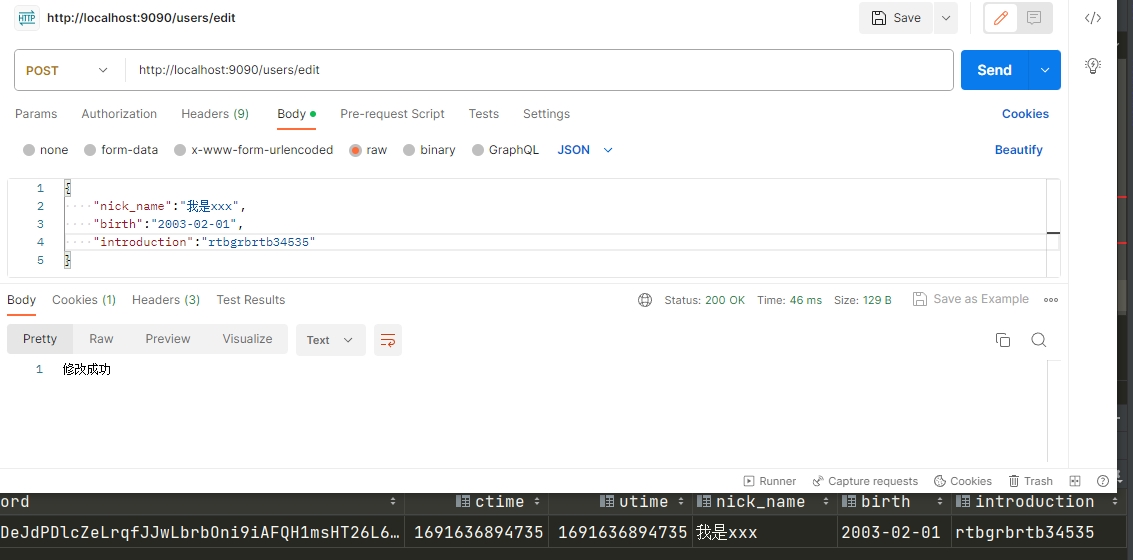 HTTP http://localhost:9090/users/edit Save
POST http://localhost:9090/users/edit Send
Params Authorization Headers (9) Body Pre-request Script Tests Settings Cookies
none form-data x-www-form-urlencoded raw binary GraphQL JSON Beautify
1 {
2 "nick_name":"我是xxx",
3 "birth":"2003-02-01",
4 "introduction":"rtbgrbrtb34535"
5 }
Body Cookies (1) Headers (3) Test Results Status: 200 OK Time: 46 ms Size: 129 B Save as Example
Pretty Raw Preview Visualize Text
1 修改成功
Runner Capture requests Cookies Trash
ord ctime utime nick_name birth introduction
DeJdPDlcZeLrqfJJwLbrbOni9iAFQH1msHT26L6… 1691636894735 1691636894735 我是xxx 2003-02-01 rtbgrbrtb34535